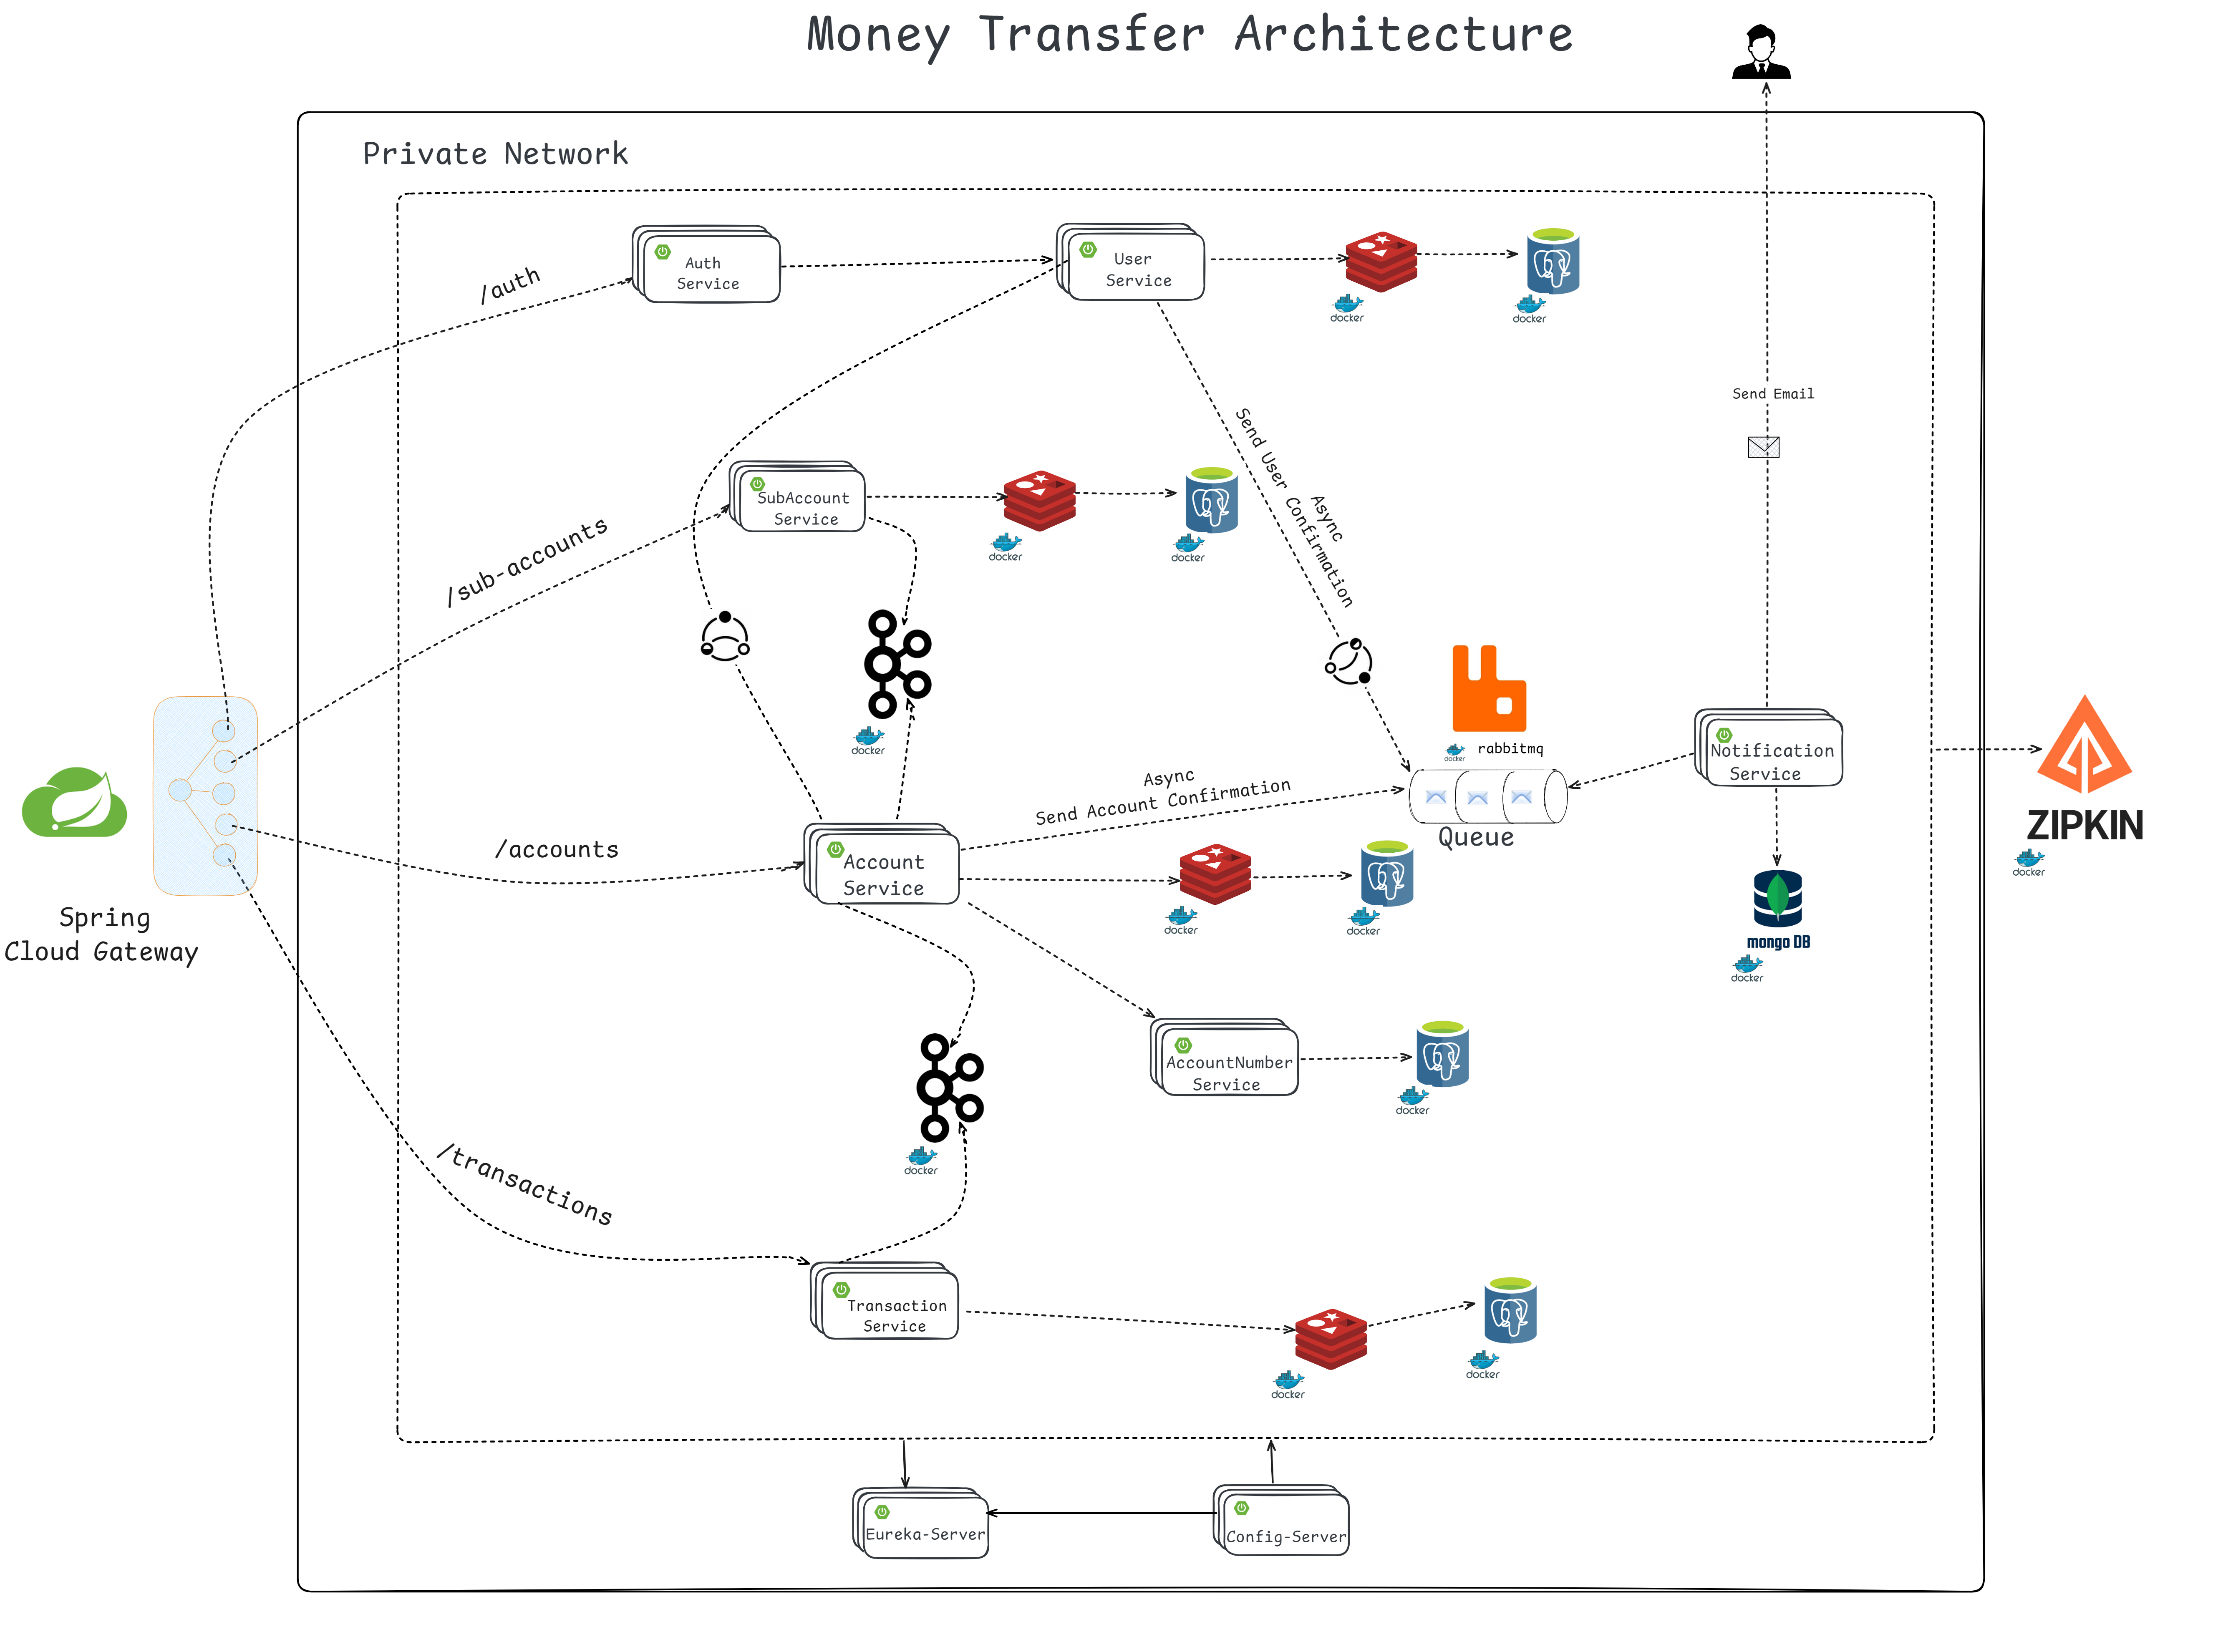 Money Transfer Architecture
Private Network
/auth
Auth
Service
User
Service
docker
docker
Send Email
/sub-accounts
SubAccount
Service
docker
docker
Async
Send User Confirmation
docker
docker
rabbitmq
Queue
Notification
Service
mongo DB
docker
ZIPKIN
docker
Spring
Cloud Gateway
/accounts
Account
Service
Async
Send Account Confirmation
docker
docker
AccountNumber
Service
docker
docker
/transactions
Transaction
Service
docker
docker
Eureka-Server
Config-Server